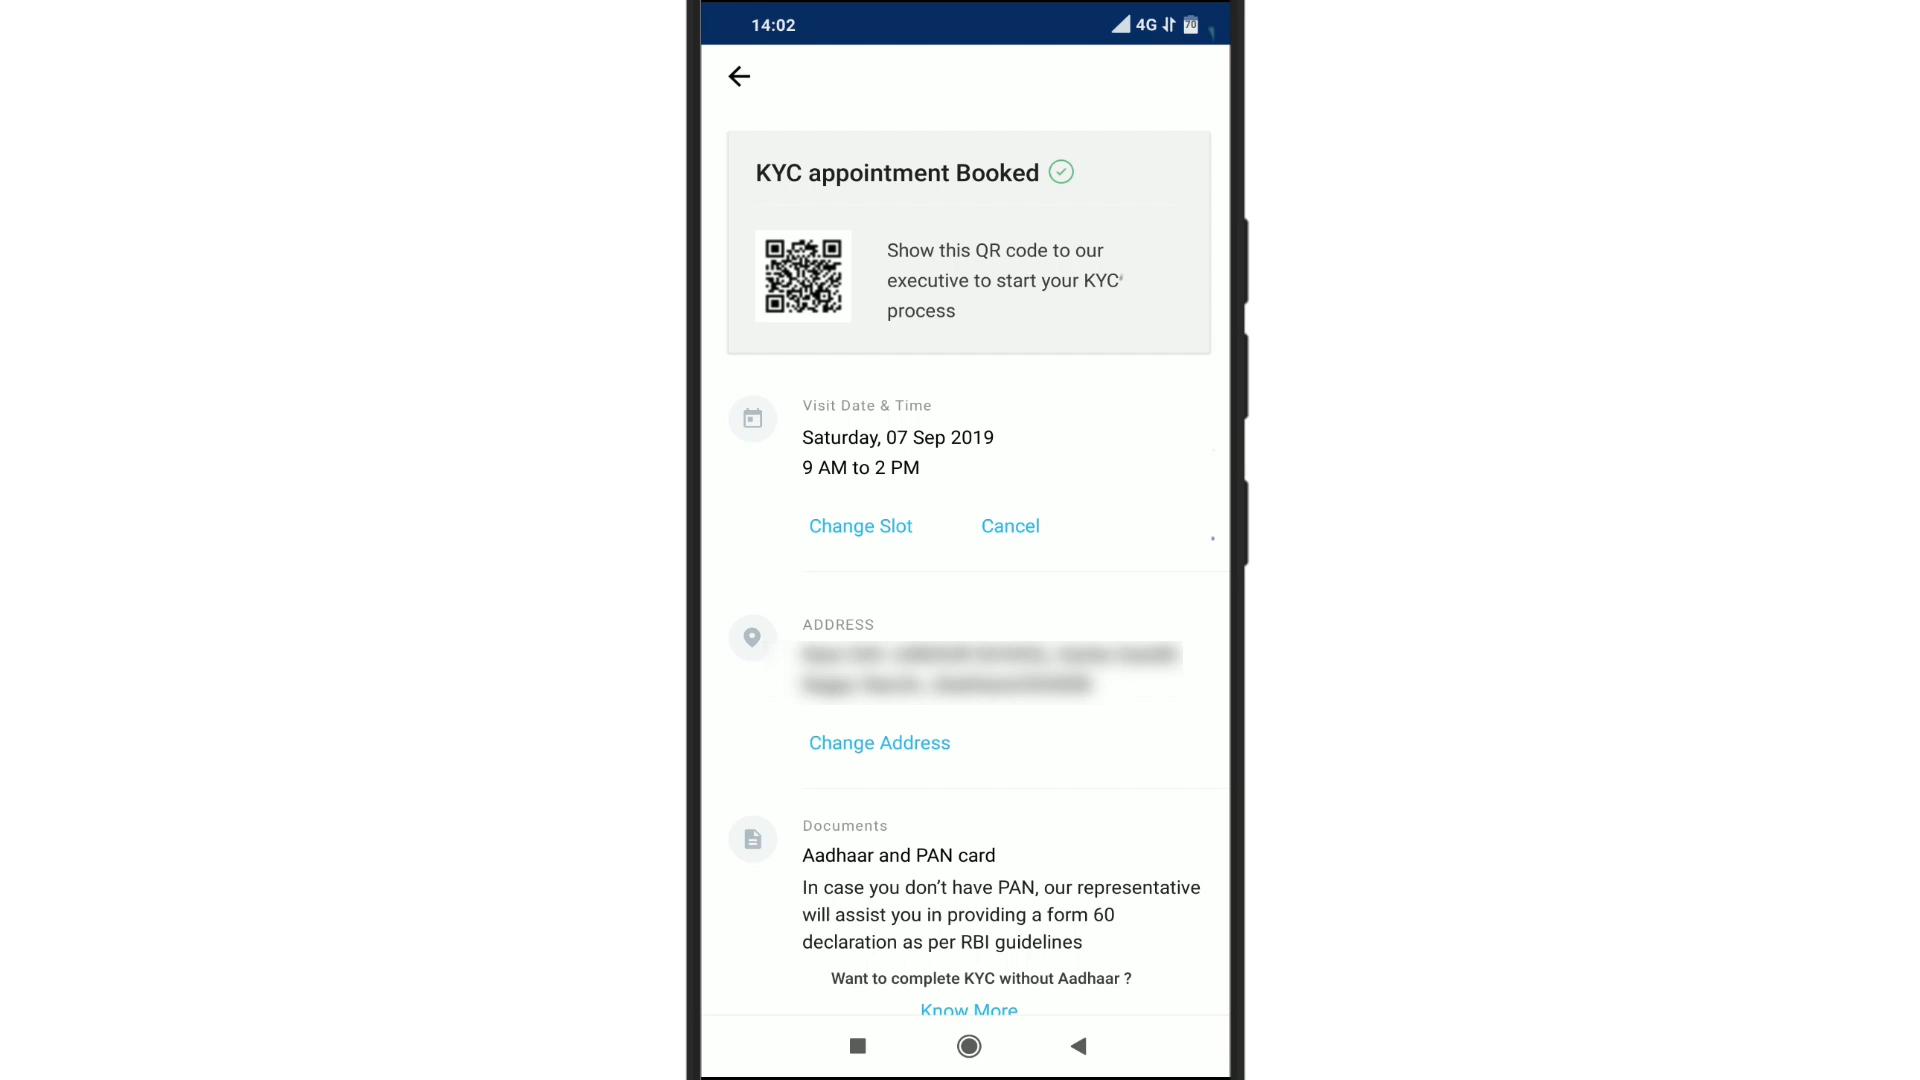 14:02 4G 70
KYC appointment Booked
Show this QR code to our
executive to start your KYC
process
Visit Date & Time
Saturday, 07 Sep 2019
9 AM to 2 PM
Change Slot Cancel
ADDRESS
Change Address
Documents
Aadhaar and PAN card
In case you don’t have PAN, our representative
will assist you in providing a form 60
declaration as per RBI guidelines
Want to complete KYC without Aadhaar ?
Know More